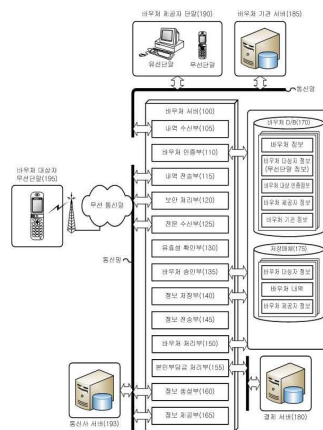 바우처 제공자 단말(190)
바우처 기관 서버(185)
유선단말
무선단말
통신망
바우처 서버(100)
내역 수신부(105)
바우처 인증부(110)
내역 전송부(115)
보안 처리부(120)
전문 수신부(125)
유효성 확인부(130)
바우처 승인부(135)
정보 저장부(140)
정보 전송부(145)
바우처 처리부(150)
본인부담금 처리부(155)
정보 송설부(160)
정보 제공부(165)
바우처 D/B(170)
바우처 정보
바우처 대상자 정보
(무선단말 정보)
바우처 대상 인증정보
바우처 제공자 정보
바우처 기관 정보
저장매체(175)
바우처 대상자 정보
바우처 내역
바우처 제공자 정보
바우처 대상자
무선단말(195)
무선 통신망
통신망
통신사 서버(193)
결제 서버(180)